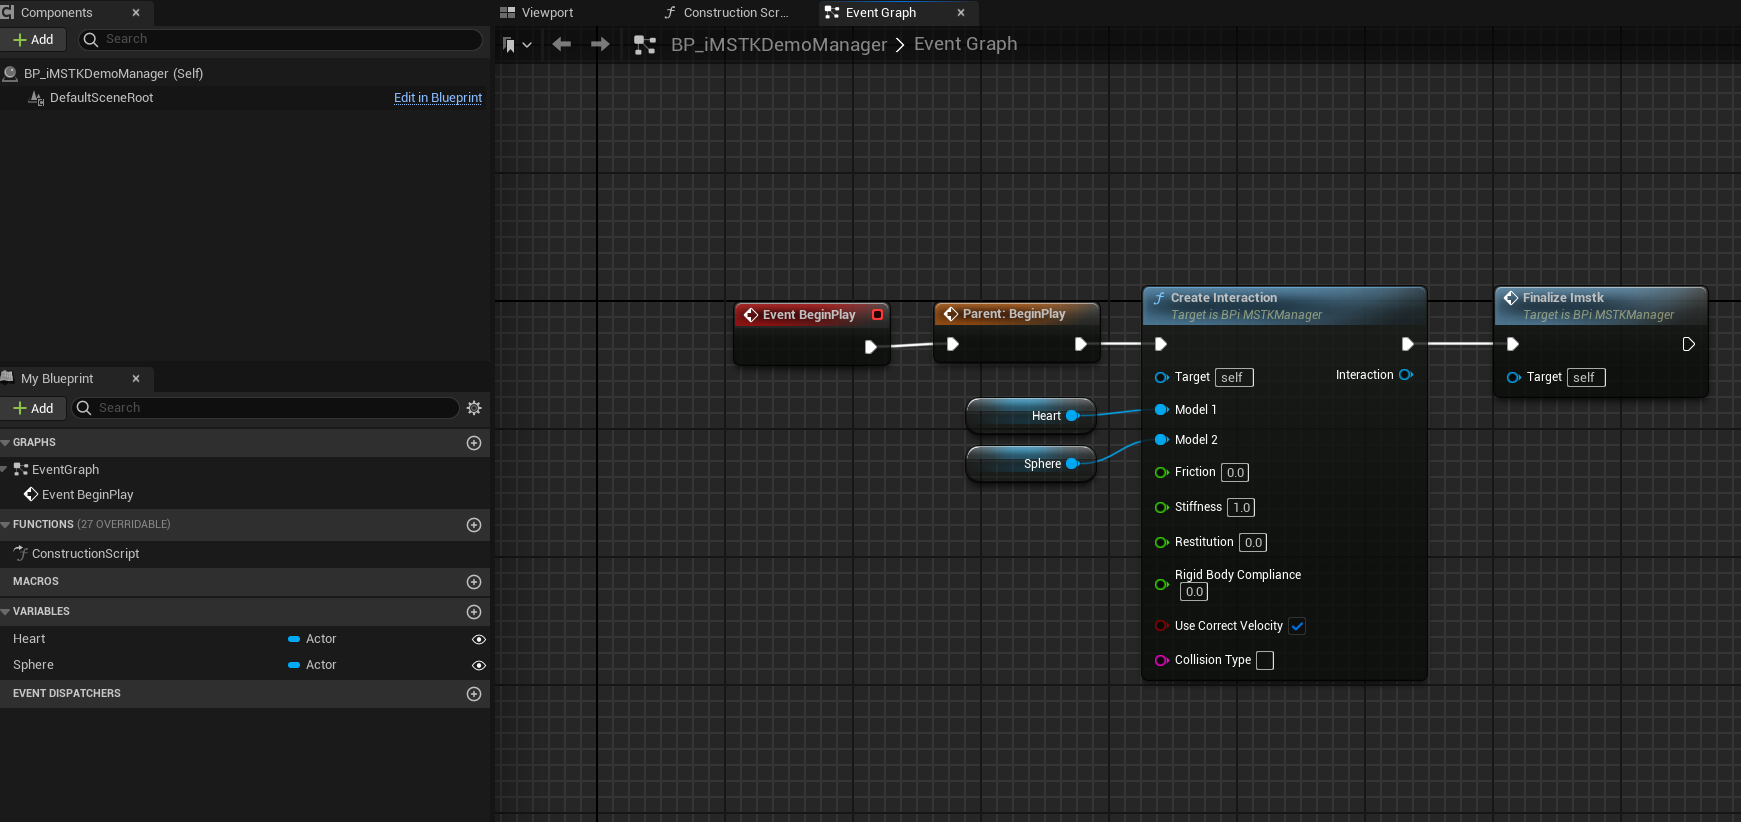 Components
Add
Search
BP_iMSTKDemoManager (Self)
DefaultSceneRoot
Edit in Blueprint
My Blueprint
Add
Search
GRAPHS
EventGraph
Event BeginPlay
FUNCTIONS (27 OVERRIDABLE)
ConstructionScript
MACROS
VARIABLES
Heart
Actor
Sphere
Actor
EVENT DISPATCHERS
Viewport
Construction Scr...
Event Graph
BP_iMSTKDemoManager > Event Graph
Event BeginPlay
Parent: BeginPlay
Heart
Sphere
Create Interaction
Target is BPi MSTKManager
Target self
Interaction
Model 1
Model 2
Friction 0.0
Stiffness 1.0
Restitution 0.0
Rigid Body Compliance
0.0
Use Correct Velocity
Collision Type
Finalize Imstk
Target is BPi MSTKManager
Target self